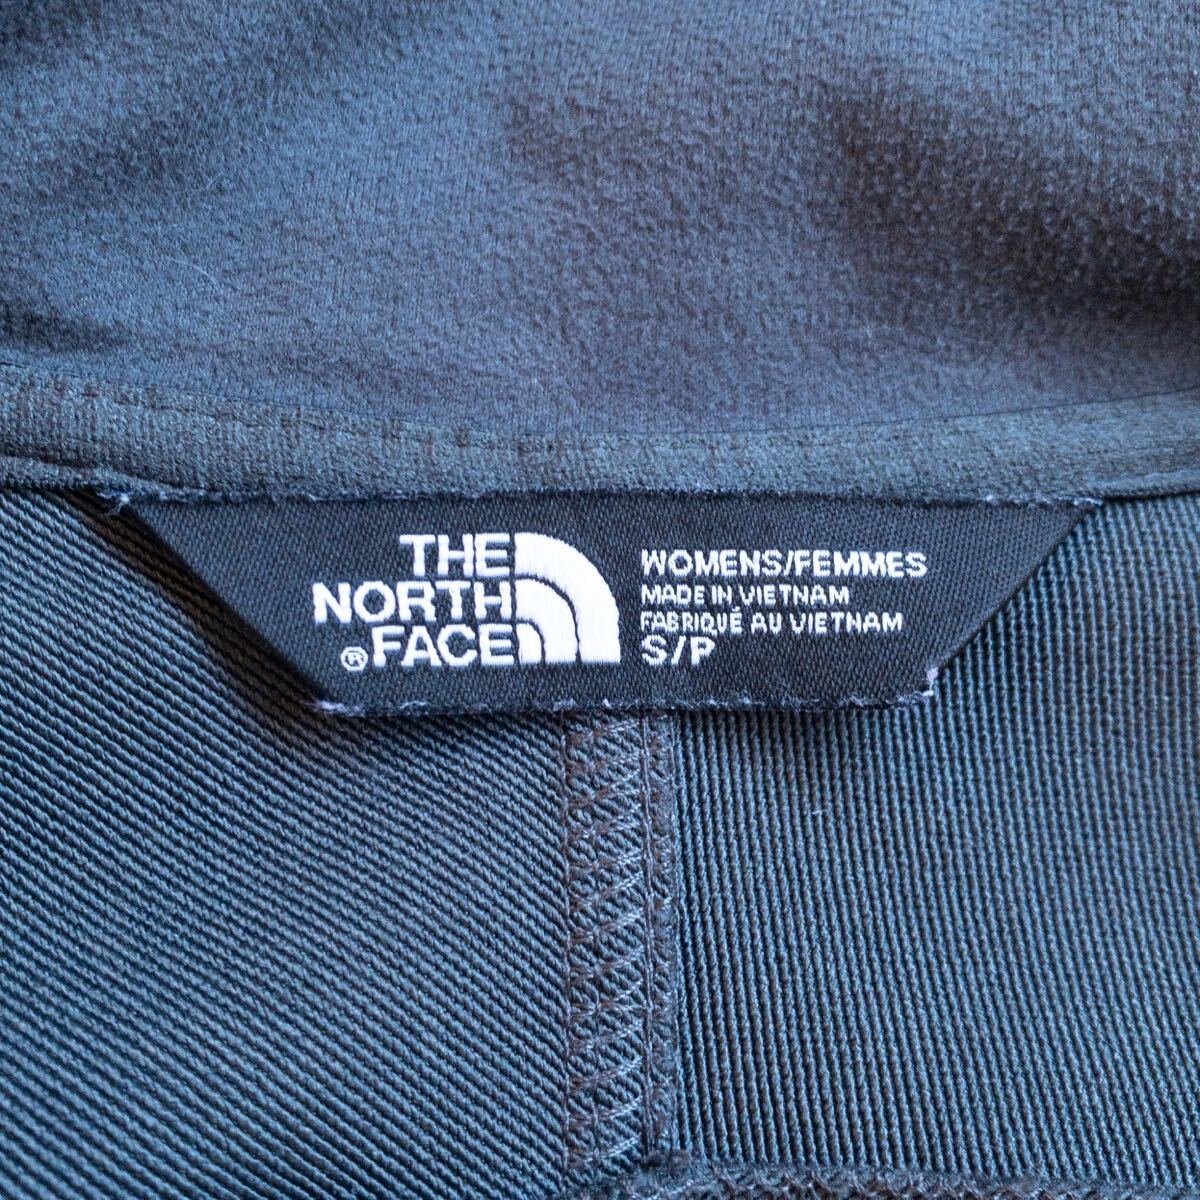 THE
NORTH
® FACE
WOMENS/FEMMES
MADE IN VIETNAM
FABRIQUÉ AU VIETNAM
S/P